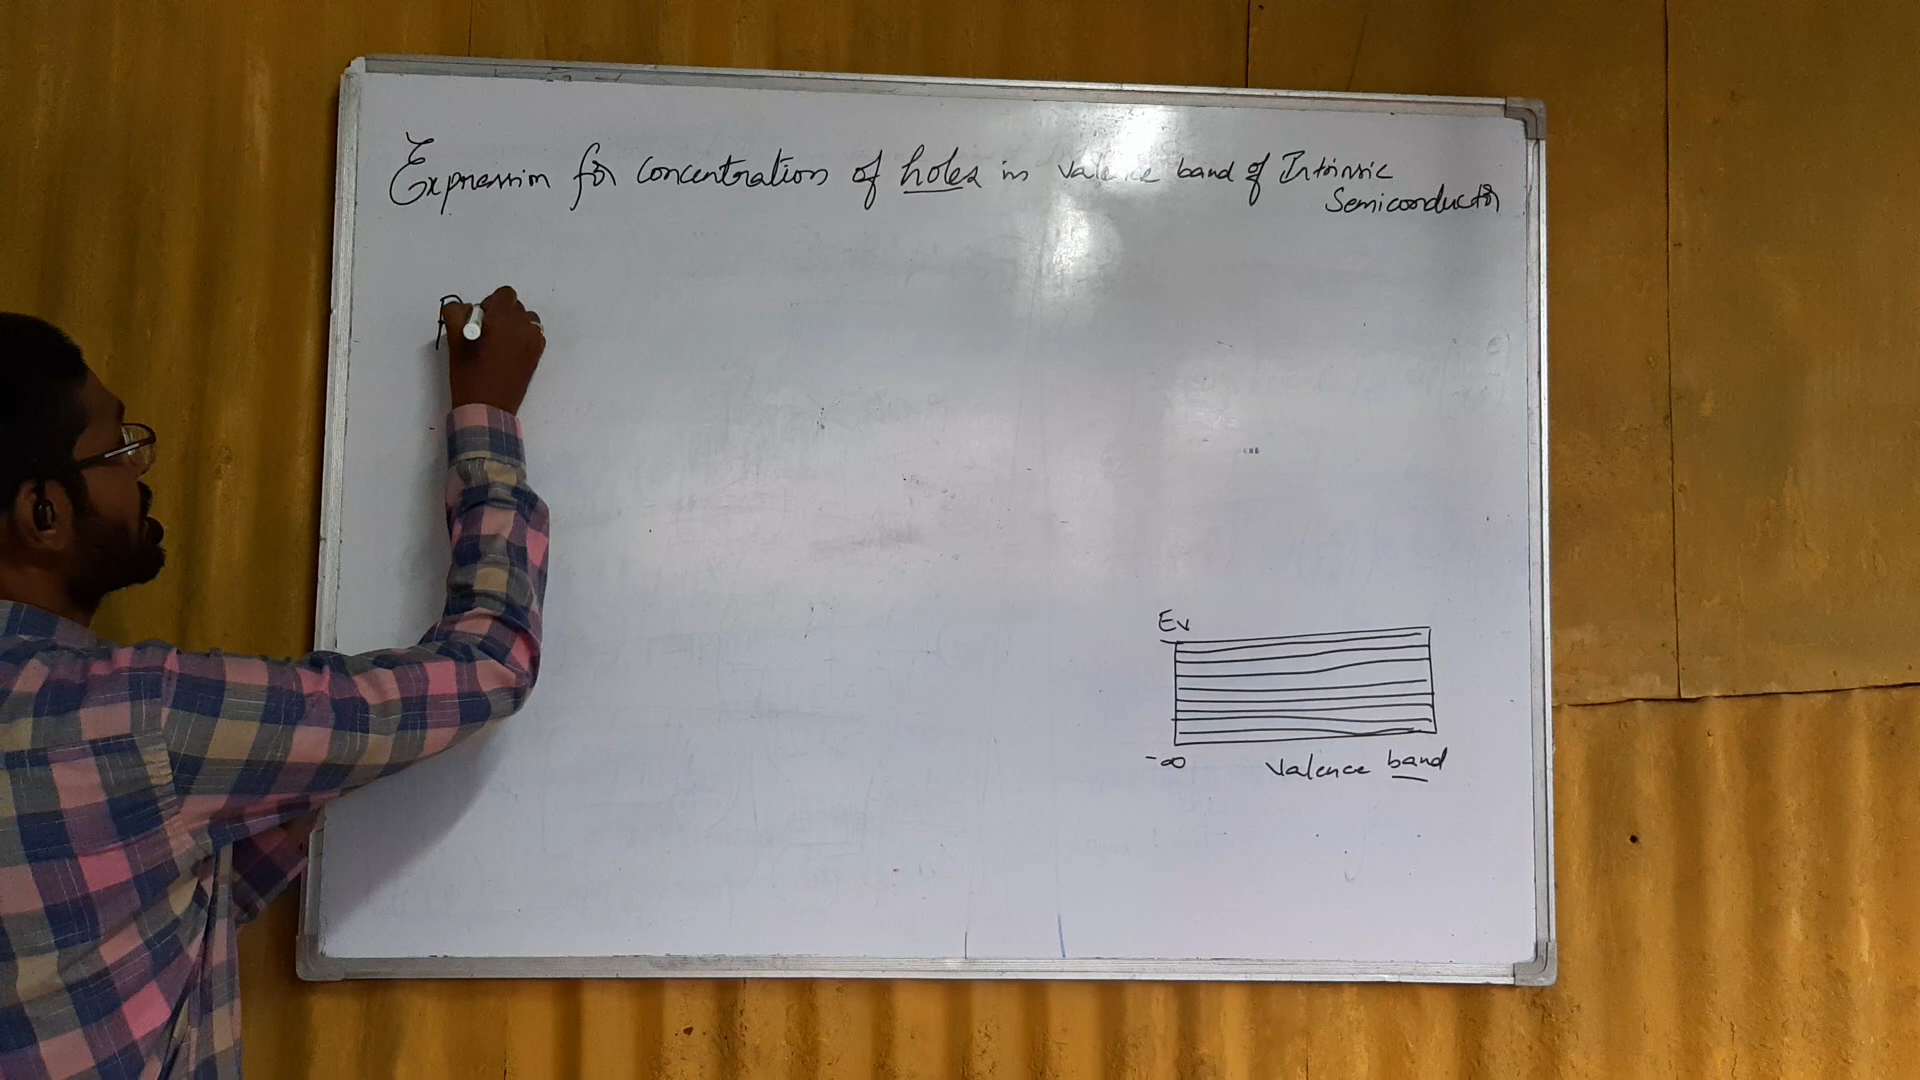 Expression for concentration of holes in valence band of Intrinsic
Semiconductor
P
Ev
-∞
Valence band